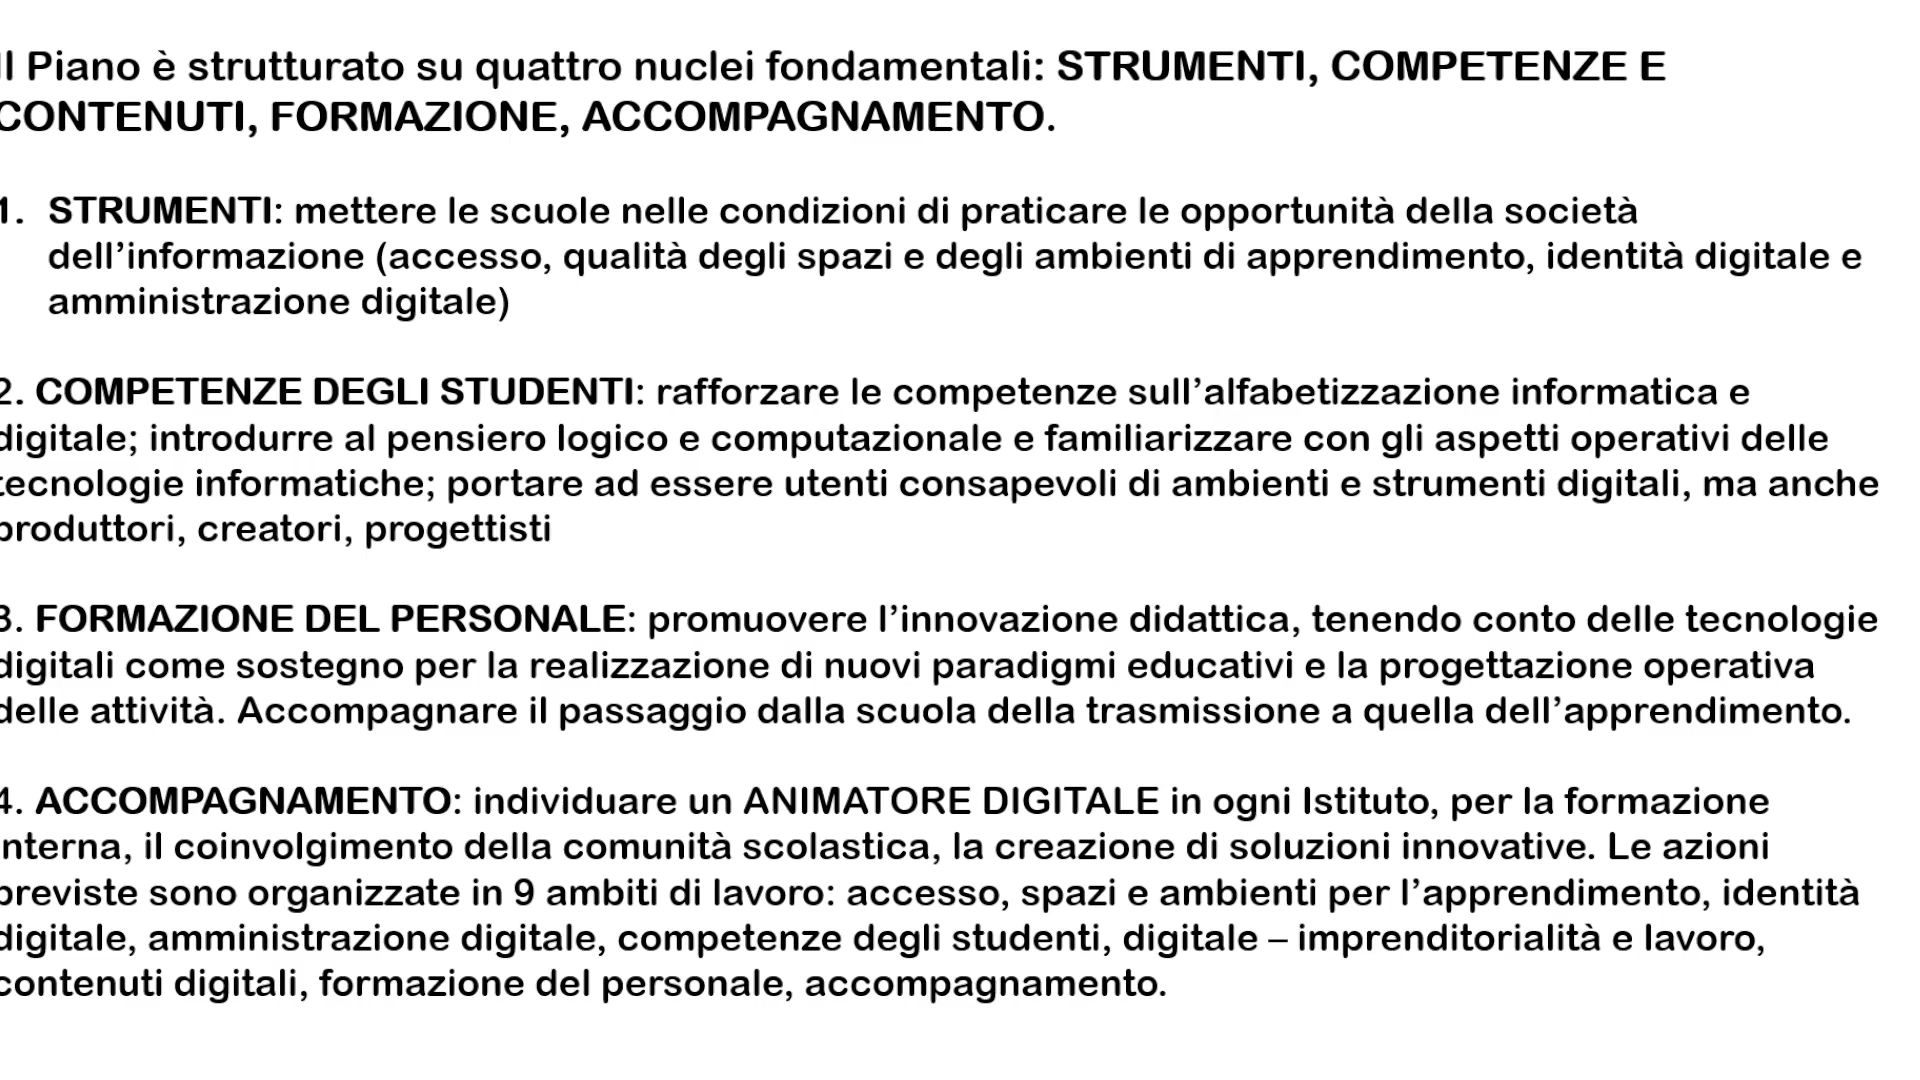 Il Piano è strutturato su quattro nuclei fondamentali: STRUMENTI, COMPETENZE E
CONTENUTI, FORMAZIONE, ACCOMPAGNAMENTO.
1. STRUMENTI: mettere le scuole nelle condizioni di praticare le opportunità della società
dell’informazione (accesso, qualità degli spazi e degli ambienti di apprendimento, identità digitale e
amministrazione digitale)
2. COMPETENZE DEGLI STUDENTI: rafforzare le competenze sull’alfabetizzazione informatica e
digitale; introdurre al pensiero logico e computazionale e familiarizzare con gli aspetti operativi delle
tecnologie informatiche; portare ad essere utenti consapevoli di ambienti e strumenti digitali, ma anche
produttori, creatori, progettisti
3. FORMAZIONE DEL PERSONALE: promuovere l’innovazione didattica, tenendo conto delle tecnologie
digitali come sostegno per la realizzazione di nuovi paradigmi educativi e la progettazione operativa
delle attività. Accompagnare il passaggio dalla scuola della trasmissione a quella dell’apprendimento.
4. ACCOMPAGNAMENTO: individuare un ANIMATORE DIGITALE in ogni Istituto, per la formazione
interna, il coinvolgimento della comunità scolastica, la creazione di soluzioni innovative. Le azioni
previste sono organizzate in 9 ambiti di lavoro: accesso, spazi e ambienti per l’apprendimento, identità
digitale, amministrazione digitale, competenze degli studenti, digitale – imprenditorialità e lavoro,
contenuti digitali, formazione del personale, accompagnamento.